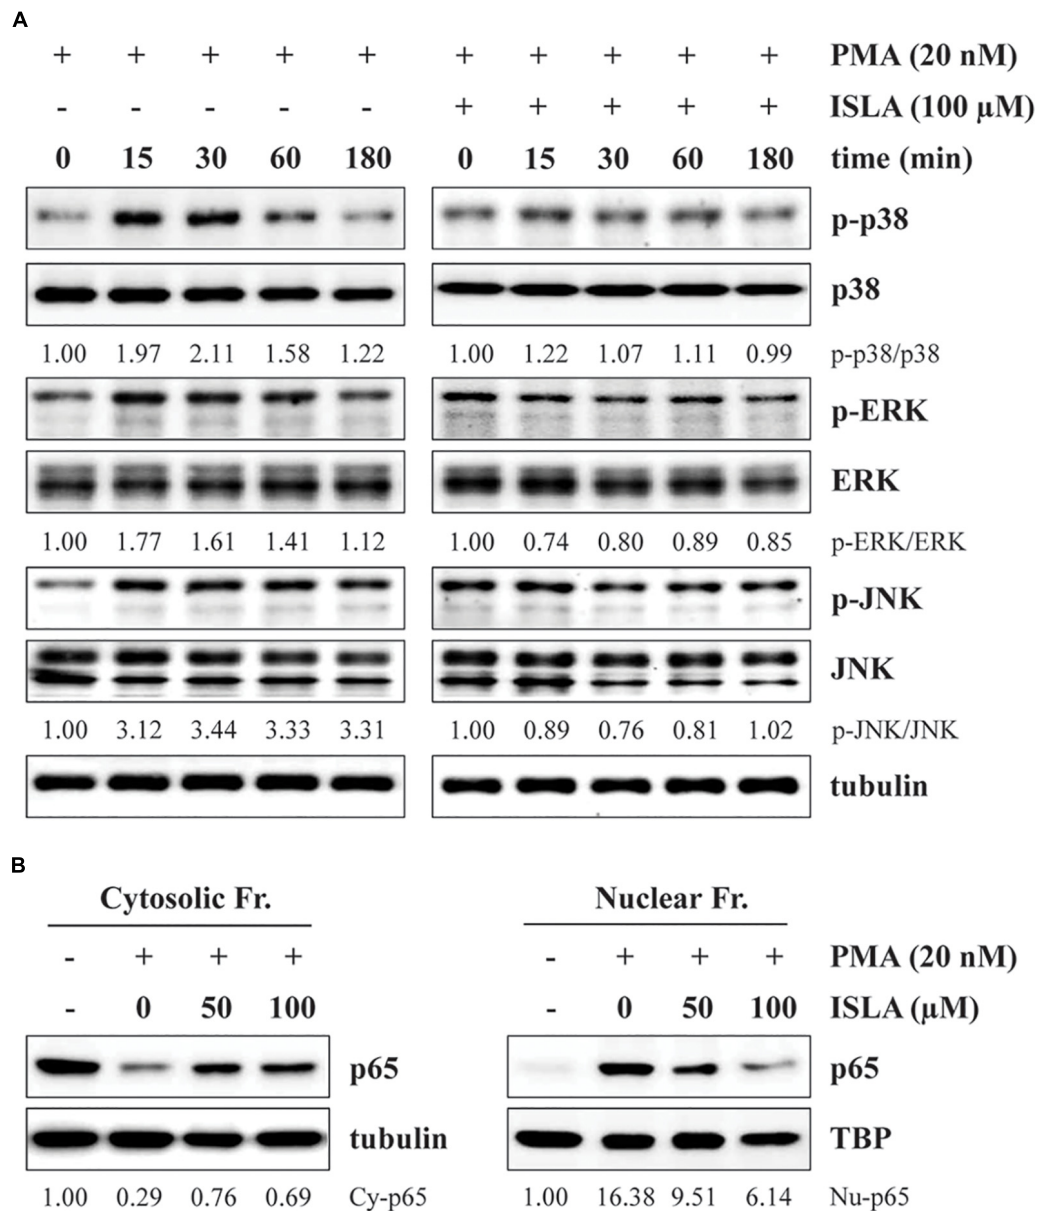 A
+ + + + + + + + + + PMA (20 nM)
- - - - - + + + + + ISLA (100 µM)
0 15 30 60 180 0 15 30 60 180 time (min)
p-p38
p38
1.00 1.97 2.11 1.58 1.22 1.00 1.22 1.07 1.11 0.99 p-p38/p38
p-ERK
ERK
1.00 1.77 1.61 1.41 1.12 1.00 0.74 0.80 0.89 0.85 p-ERK/ERK
p-JNK
JNK
1.00 3.12 3.44 3.33 3.31 1.00 0.89 0.76 0.81 1.02 p-JNK/JNK
tubulin
B
Cytosolic Fr. Nuclear Fr.
- + + + - + + + PMA (20 nM)
- 0 50 100 - 0 50 100 ISLA (µM)
p65 p65
tubulin TBP
1.00 0.29 0.76 0.69 Cy-p65 1.00 16.38 9.51 6.14 Nu-p65